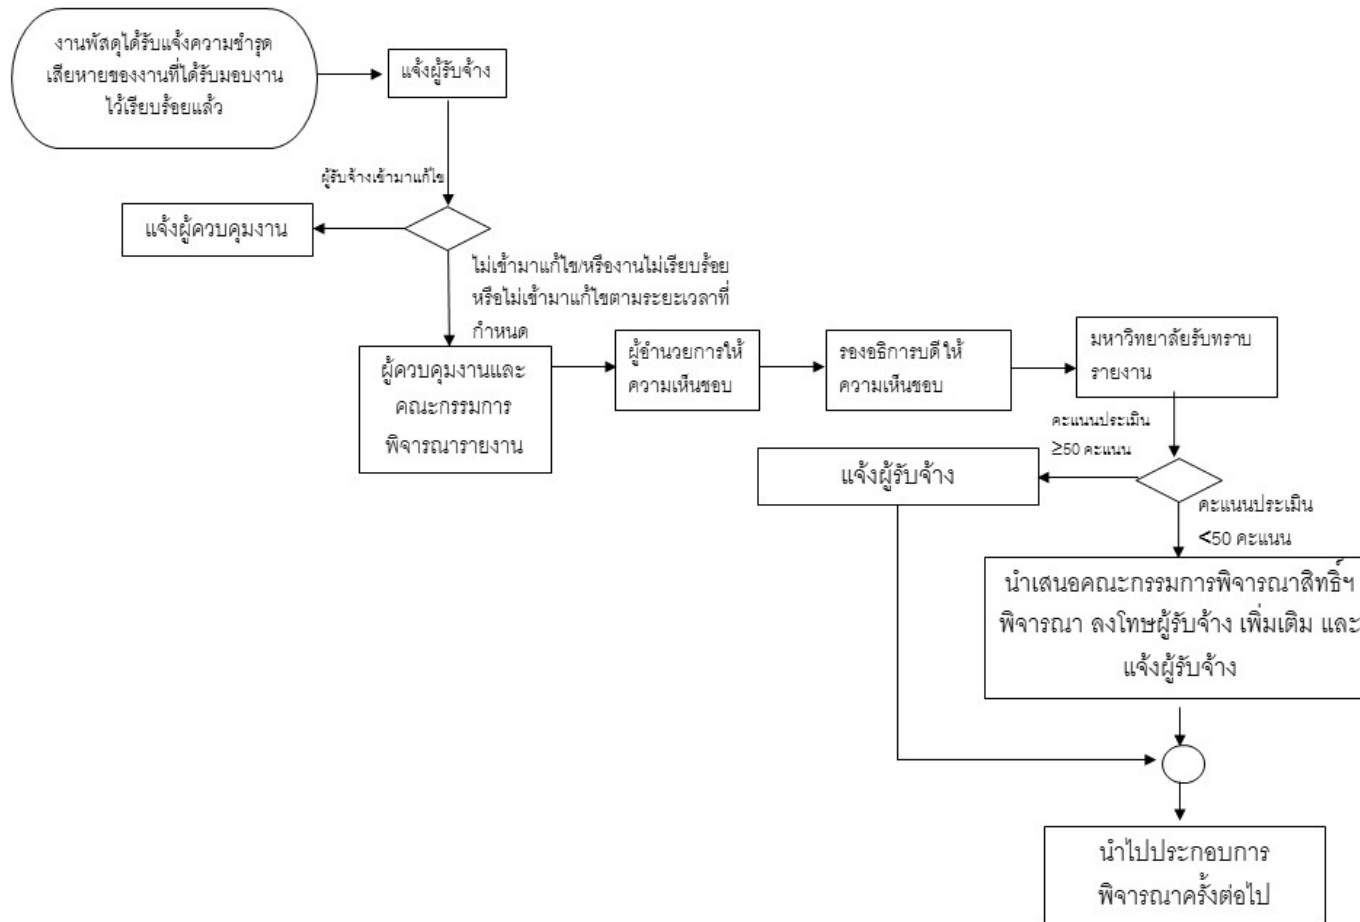 งานพัสดุได้รับแจ้งความชำรุด
เสียหายของงานที่ได้รับมอบงาน
ไว้เรียบร้อยแล้ว
แจ้งผู้รับจ้าง
ผู้รับจ้างเข้ามาแก้ไข
แจ้งผู้ควบคุมงาน
ไม่เข้ามาแก้ไข/หรืองานไม่เรียบร้อย
หรือไม่เข้ามาแก้ไขตามระยะเวลาที่
กำหนด
ผู้ควบคุมงานและ
คณะกรรมการ
พิจารณารายงาน
ผู้อำนวยการให้
ความเห็นชอบ
รองอธิการบดี ให้
ความเห็นชอบ
มหาวิทยาลัยรับทราบ
รายงาน
คะแนนประเมิน
≥50 คะแนน
แจ้งผู้รับจ้าง
คะแนนประเมิน
<50 คะแนน
นำเสนอคณะกรรมการพิจารณาสิทธิ์ฯ
พิจารณา ลงโทษผู้รับจ้าง เพิ่มเติม และ
แจ้งผู้รับจ้าง
นำไปประกอบการ
พิจารณาครั้งต่อไป